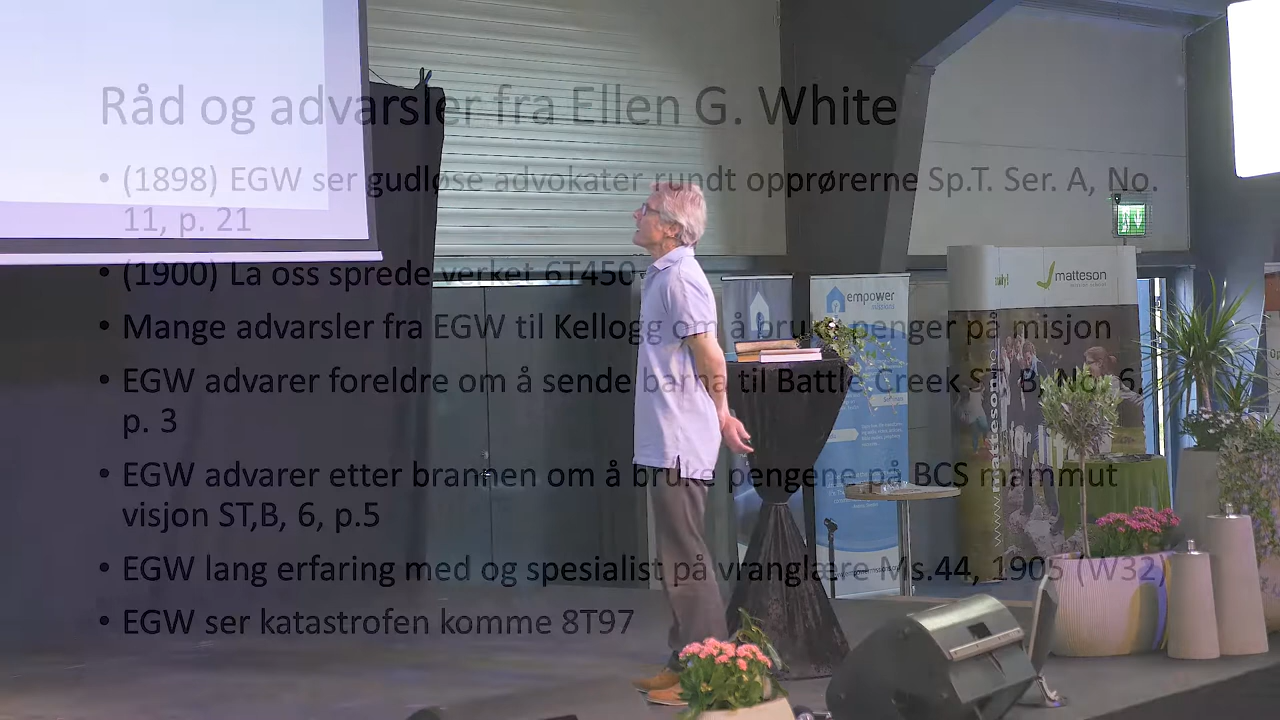 Råd og advarsler fra Ellen G. White
• (1898) EGW ser gudløse advokater rundt opprørerne Sp.T. Ser. A, No.
11, p. 21
• (1900) La oss sprede verket 6T450
• Mange advarsler fra EGW til Kellogg om å bruke penger på misjon
• EGW advarer foreldre om å sende barna til Battle Creek ST, B, No. 6,
p. 3
• EGW advarer etter brannen om å bruke pengene på BCS mammut
visjon ST,B, 6, p.5
• EGW lang erfaring med og spesialist på vranglære Ms.44, 1905 (W32)
• EGW ser katastrofen komme 8T97
empower
missions
matteson